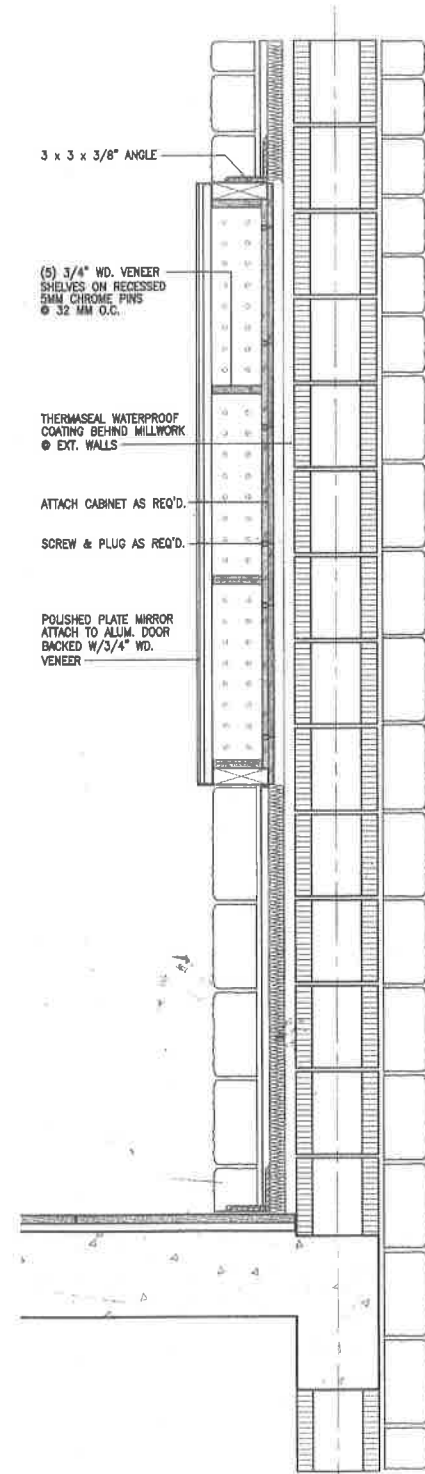 3 x 3 x 3/8" ANGLE
(5) 3/4" WD. VENEER
SHELVES ON RECESSED
5MM CHROME PINS
@ 32 MM O.C.
THERMASEAL WATERPROOF
COATING BEHIND MILLWORK
@ EXT. WALLS
ATTACH CABINET AS REQ'D.
SCREW & PLUG AS REQ'D.
POLISHED PLATE MIRROR
ATTACH TO ALUM. DOOR
BACKED W/3/4" WD.
VENEER